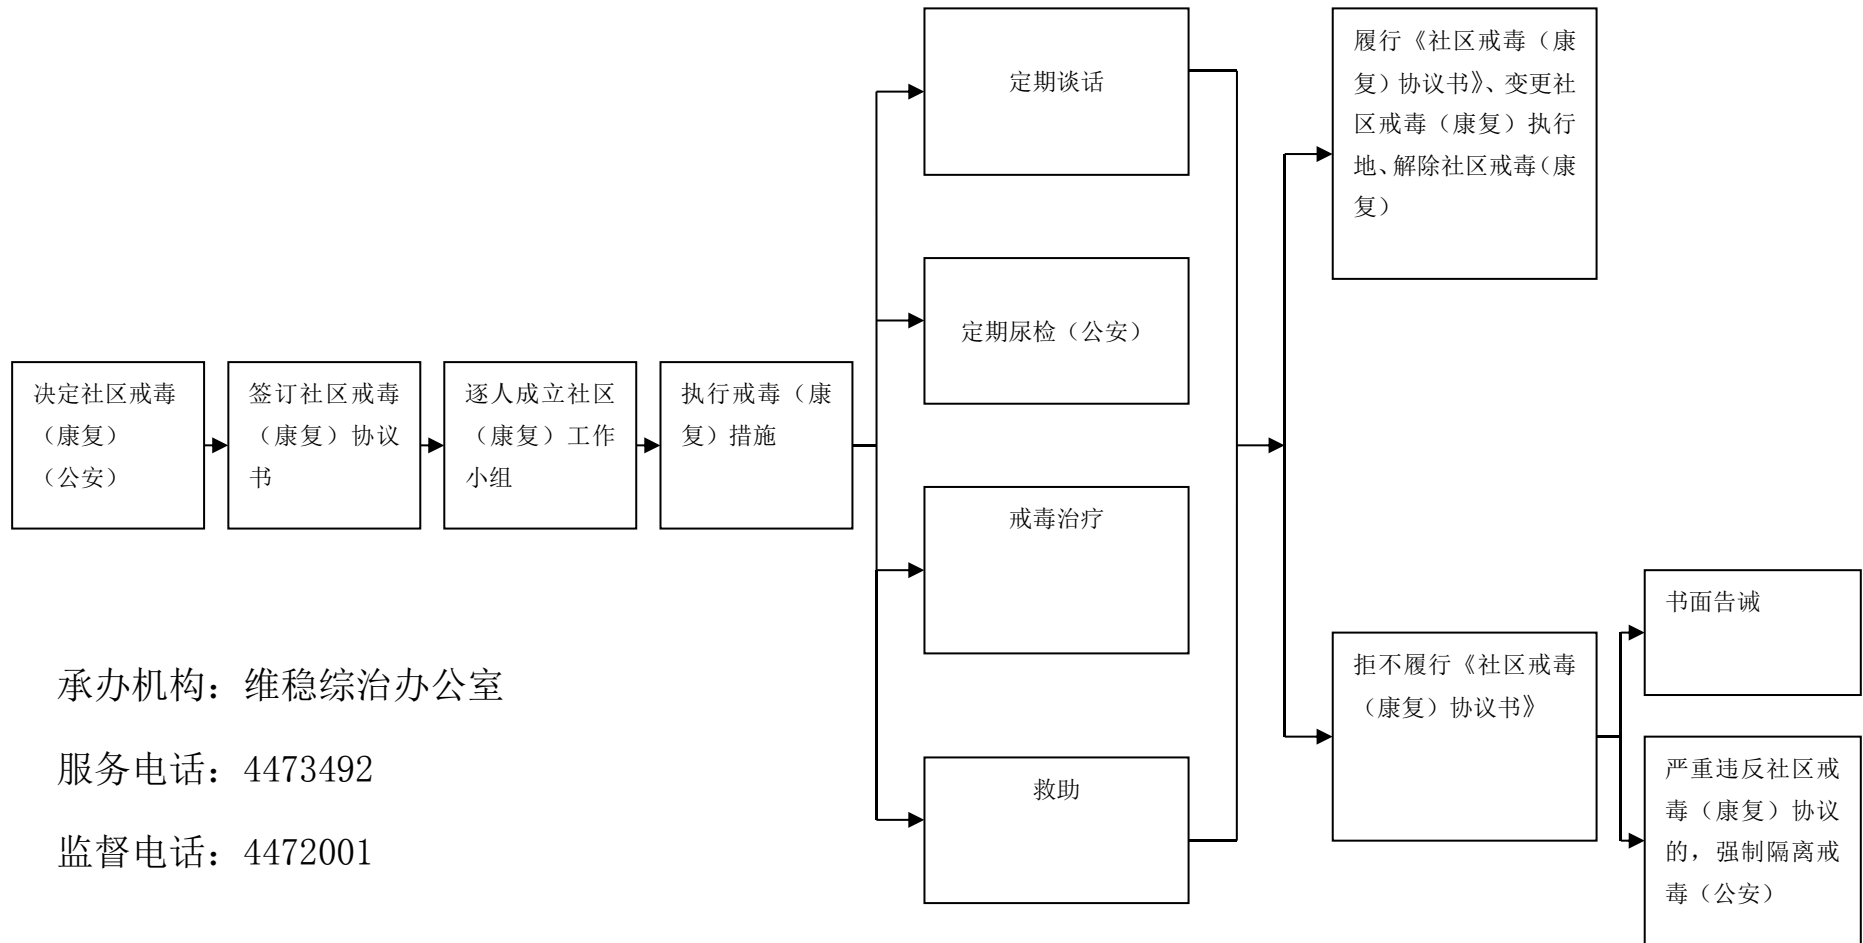 决定社区戒毒
（康复）
（公安）
签订社区戒毒
（康复）协议
书
逐人成立社区
（康复）工作
小组
执行戒毒（康
复）措施
定期谈话
定期尿检（公安）
戒毒治疗
救助
履行《社区戒毒（康
复）协议书》、变更社
区戒毒（康复）执行
地、解除社区戒毒（康
复）
拒不履行《社区戒毒
（康复）协议书》
书面告诫
严重违反社区戒
毒（康复）协议
的，强制隔离戒
毒（公安）
承办机构：维稳综治办公室
服务电话：4473492
监督电话：4472001